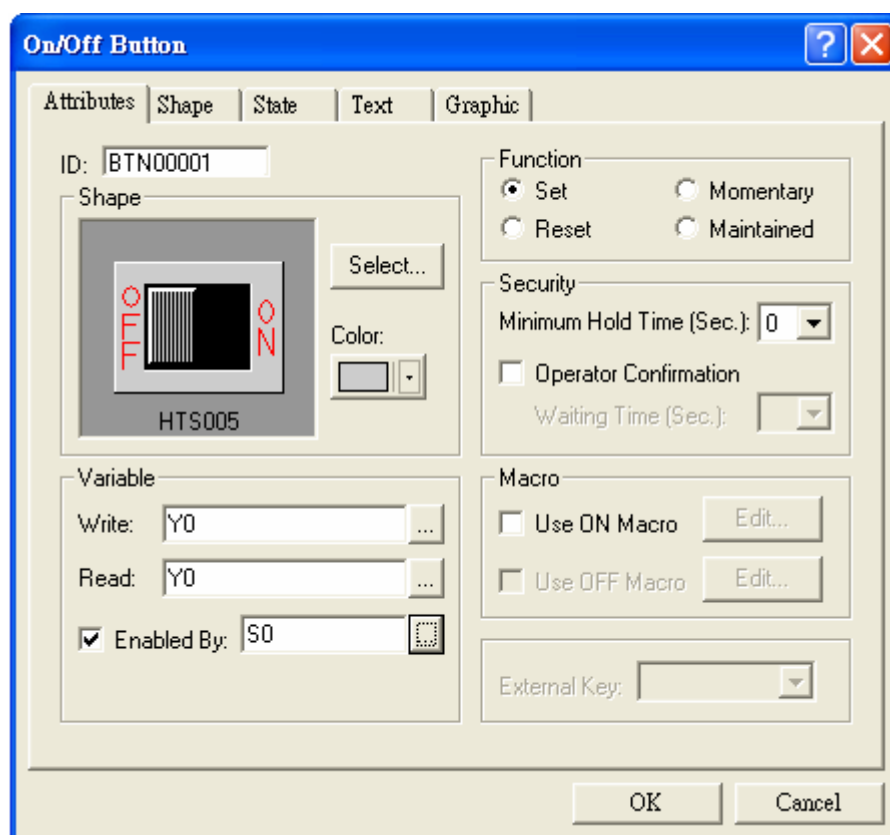 On/Off Button
Attributes Shape State Text Graphic
ID: BTN00001
Shape
OFF
ON
HTS005
Select...
Color:
Variable
Write: Y0 ...
Read: Y0 ...
Enabled By: S0
Function
Set Momentary
Reset Maintained
Security
Minimum Hold Time (Sec.): 0
Operator Confirmation
Waiting Time (Sec.):
Macro
Use ON Macro Edit...
Use OFF Macro Edit...
External Key:
OK Cancel